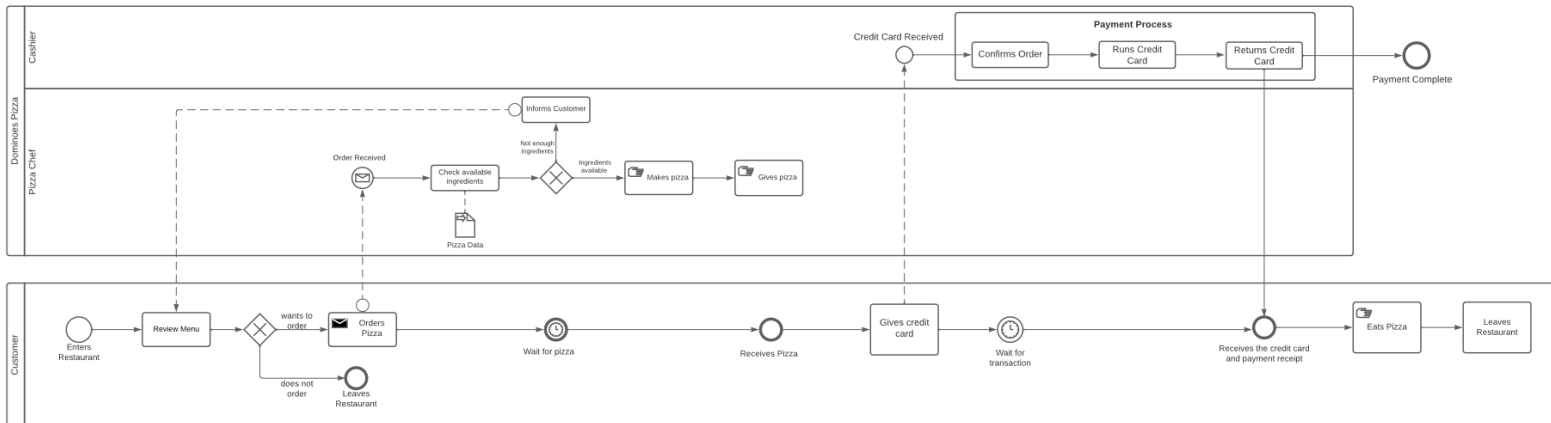 Dominoes Pizza
Cashier
Credit Card Received
Payment Process
Confirms Order
Runs Credit
Card
Returns Credit
Card
Payment Complete
Pizza Chef
Informs Customer
Not enough
ingredients
Order Received
Check available
ingredients
Ingredients
available
Makes pizza
Gives pizza
Pizza Data
Customer
Enters
Restaurant
Review Menu
wants to
order
does not
order
Leaves
Restaurant
Orders
Pizza
Wait for pizza
Receives Pizza
Gives credit
card
Wait for
transaction
Receives the credit card
and payment receipt
Eats Pizza
Leaves
Restaurant